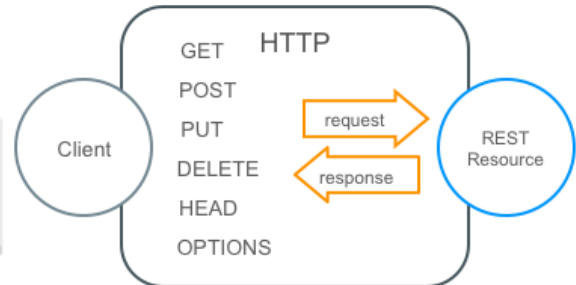 HTTP
GET
POST
PUT
DELETE
HEAD
OPTIONS
Client
request
response
REST
Resource